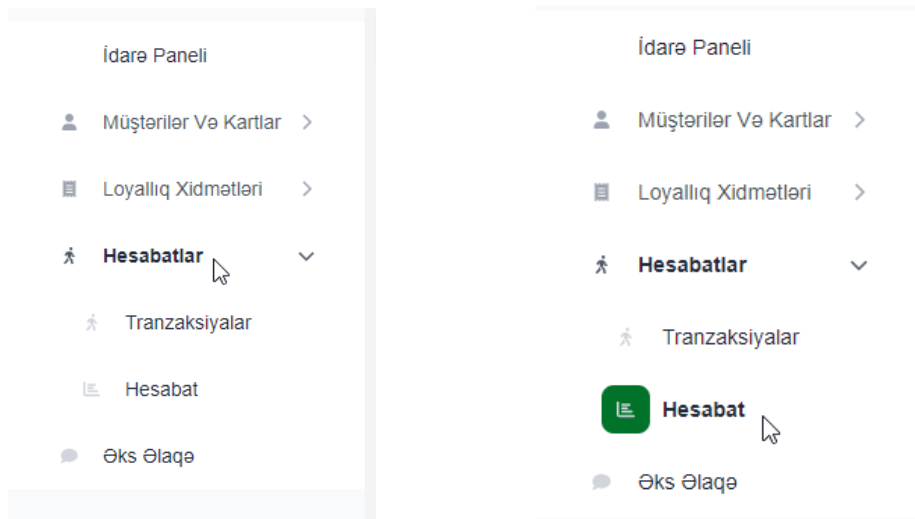 İdarə Paneli
Müştərilər Və Kartlar
Loyallıq Xidmətləri
Hesabatlar
Tranzaksiyalar
Hesabat
Əks Əlaqə
İdarə Paneli
Müştərilər Və Kartlar
Loyallıq Xidmətləri
Hesabatlar
Tranzaksiyalar
Hesabat
Əks Əlaqə